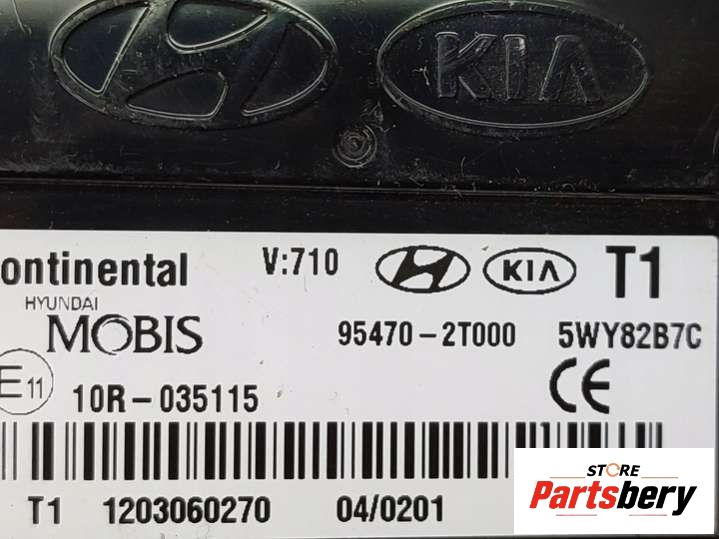 KIA
ontinental V:710 KIA T1
HYUNDAI
MOBIS 95470-2T000 5WY82B7C
E11 10R-035115 CE
T1 1203060270 04/0201
STORE
Partsbery